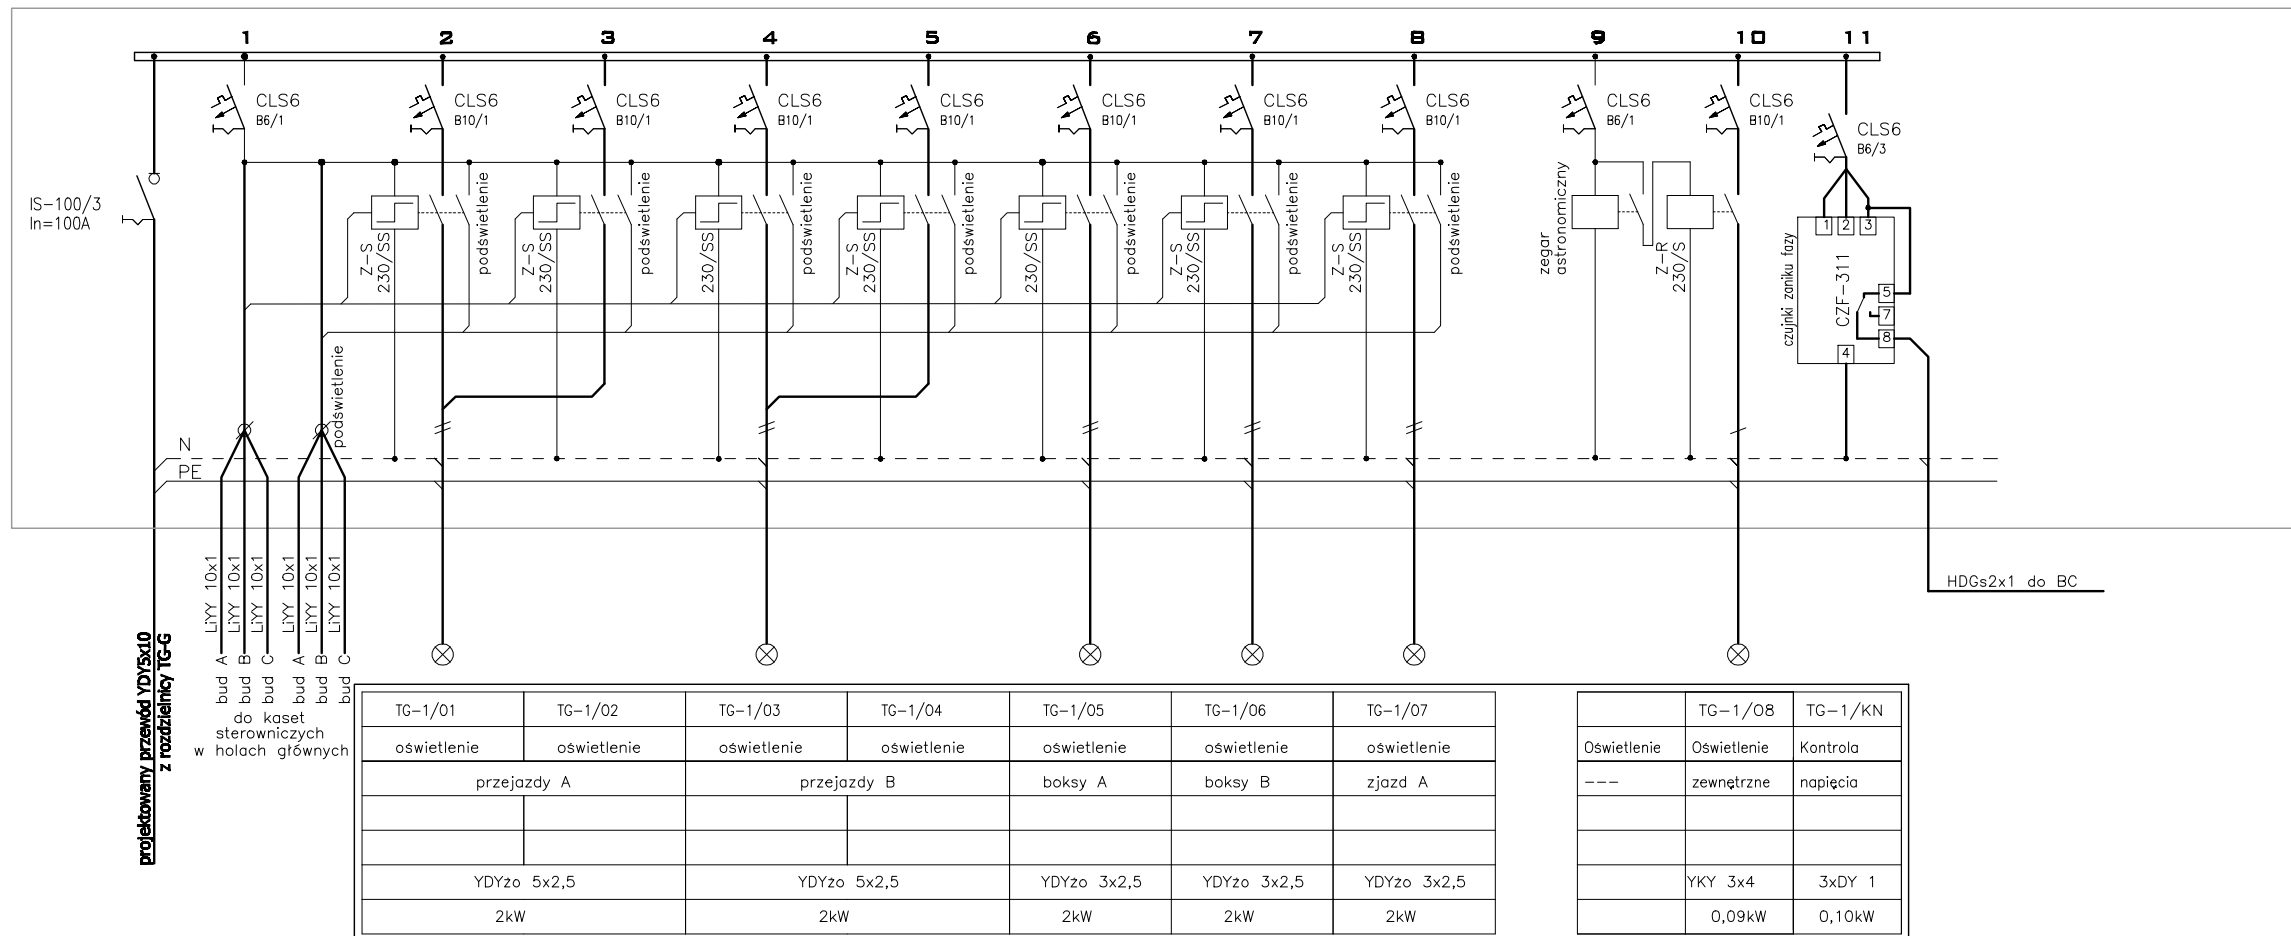 1 2 3 4 5 6 7 8 9 10 11
CLS6
B6/1
CLS6
B10/1
CLS6
B10/1
CLS6
B10/1
CLS6
B10/1
CLS6
B10/1
CLS6
B10/1
CLS6
B10/1
CLS6
B6/1
CLS6
B10/1
CLS6
B6/3
IS-100/3
In=100A
Z-S
230/SS
podświetlenie
Z-S
230/SS
podświetlenie
230/SS
podświetlenie
Z-S
230/SS
podświetlenie
230/SS
podświetlenie
Z-S
230/SS
podświetlenie
Z-S
230/SS
podświetlenie
zegar
astronomiczny
Z-R
230/S
czujnki zaniku fazy
CZF-311
1 2 3
5
7
8
4
podświetlenie
N
PE
LiYY 10x1
LiYY 10x1
LiYY 10x1
LiYY 10x1
LiYY 10x1
LiYY 10x1
bud A
bud B
bud C
bud A
bud B
bud C
do kaset
sterowniczych
w holach głównych
projektowany przewód YDY5x10
z rozdzielnicy TG-G
HDGs2x1 do BC
TG-1/01 TG-1/02 TG-1/03 TG-1/04 TG-1/05 TG-1/06 TG-1/07 TG-1/08 TG-1/KN
oświetlenie oświetlenie oświetlenie oświetlenie oświetlenie oświetlenie oświetlenie Oświetlenie Oświetlenie Kontrola
przejazdy A przejazdy B boksy A boksy B zjazd A --- zewnętrzne napięcia
YDYżo 5x2,5 YDYżo 5x2,5 YDYżo 3x2,5 YDYżo 3x2,5 YDYżo 3x2,5 YKY 3x4 3xDY 1
2kW 2kW 2kW 2kW 2kW 0,09kW 0,10kW